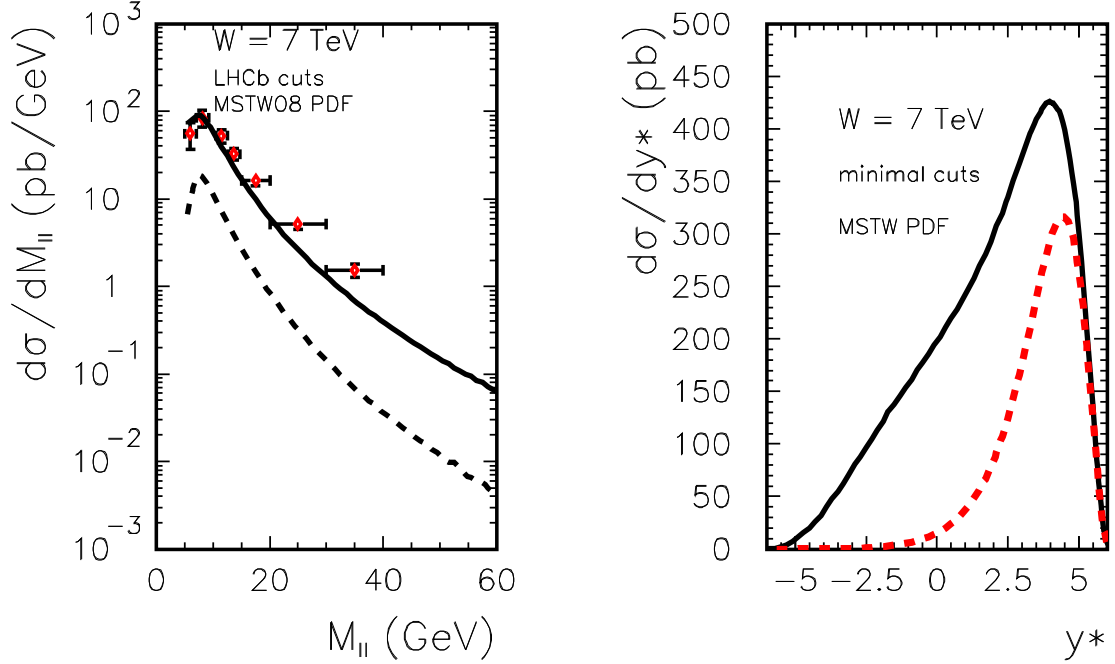 dσ/dM_ll (pb/GeV)
10^3
10^2
10
1
10^-1
10^-2
10^-3
W = 7 TeV
LHCb cuts
MSTW08 PDF
0 20 40 60
M_ll (GeV)
dσ/dy* (pb)
500
450
400
350
300
250
200
150
100
50
0
W = 7 TeV
minimal cuts
MSTW PDF
-5 -2.5 0 2.5 5
y*